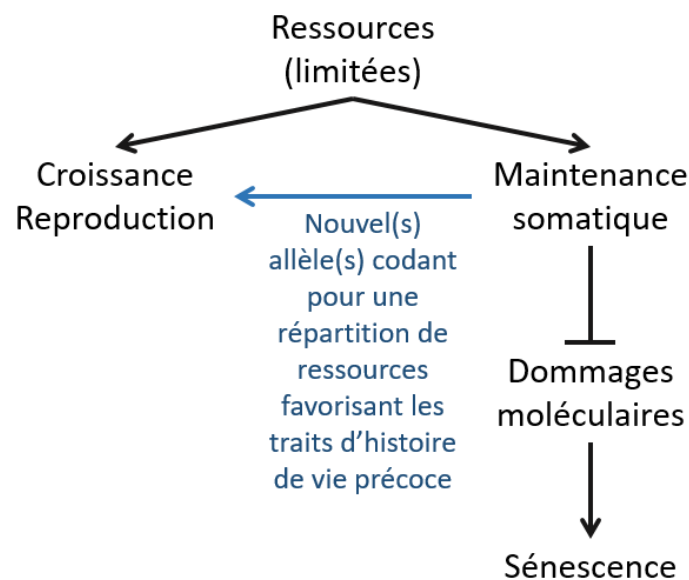 Ressources
(limitées)
Croissance
Reproduction
Maintenance
somatique
Nouvel(s)
allèle(s) codant
pour une
répartition de
ressources
favorisant les
traits d’histoire
de vie précoce
Dommages
moléculaires
Sénescence